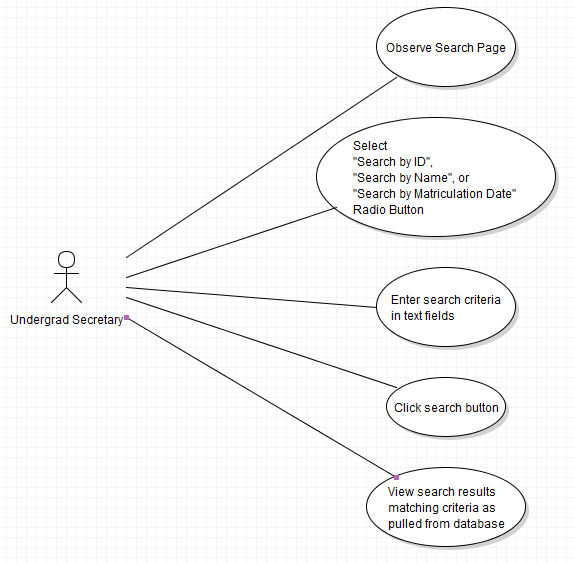 Observe Search Page
Select
"Search by ID",
"Search by Name", or
"Search by Matriculation Date"
Radio Button
Undergrad Secretary
Enter search criteria
in text fields
Click search button
View search results
matching criteria as
pulled from database